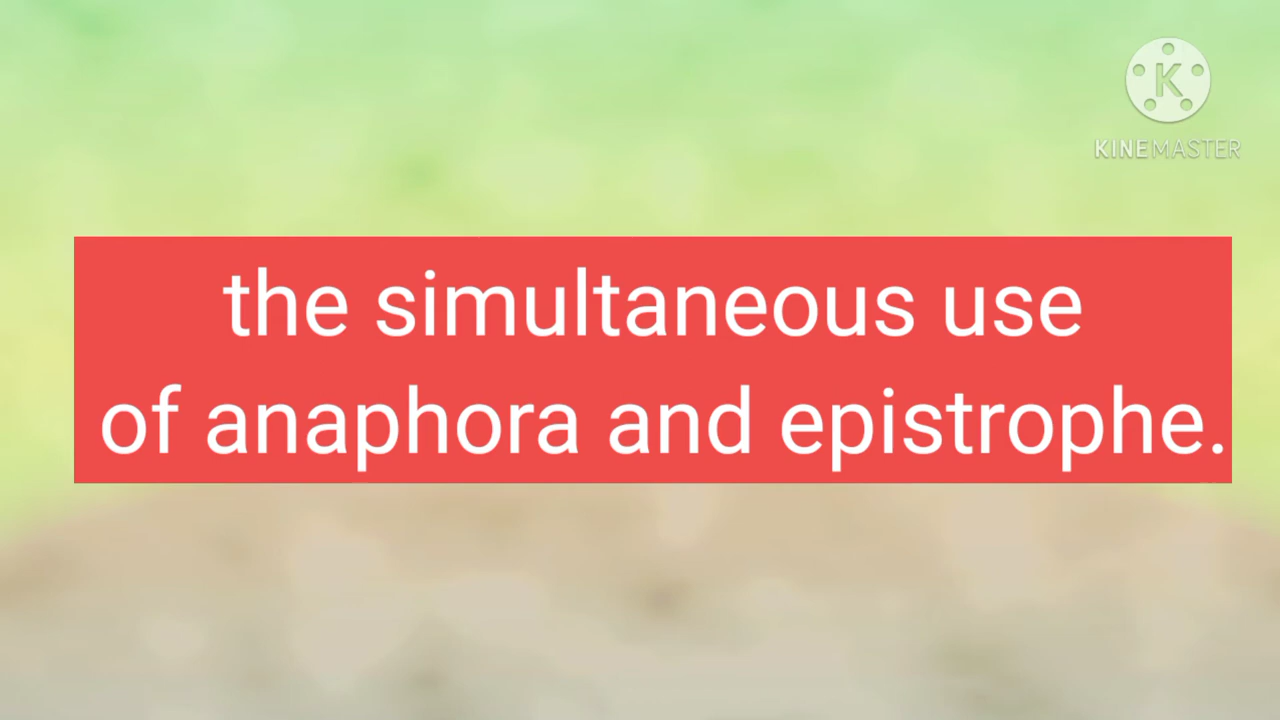 K
KINEMASTER
the simultaneous use
of anaphora and epistrophe.